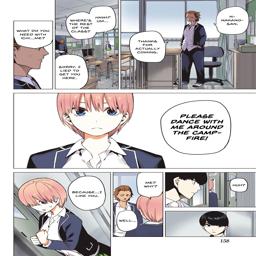 HI-
NAKANO-
SAN.
THANKS
FOR
ACTUALLY
COMING.
WHERE'S
THE REST
OF THE
CLASS?
WHAT DO YOU
NEED WITH
SORRY, I
LIED TO
GET YOU
HERE.
PLEASE
DANCE WITH
ME AROUND
THE CAMP-
FIRE!
HUH?
ME?
WHY?
WELL...
BECAUSE...I
LIKE YOU.
158